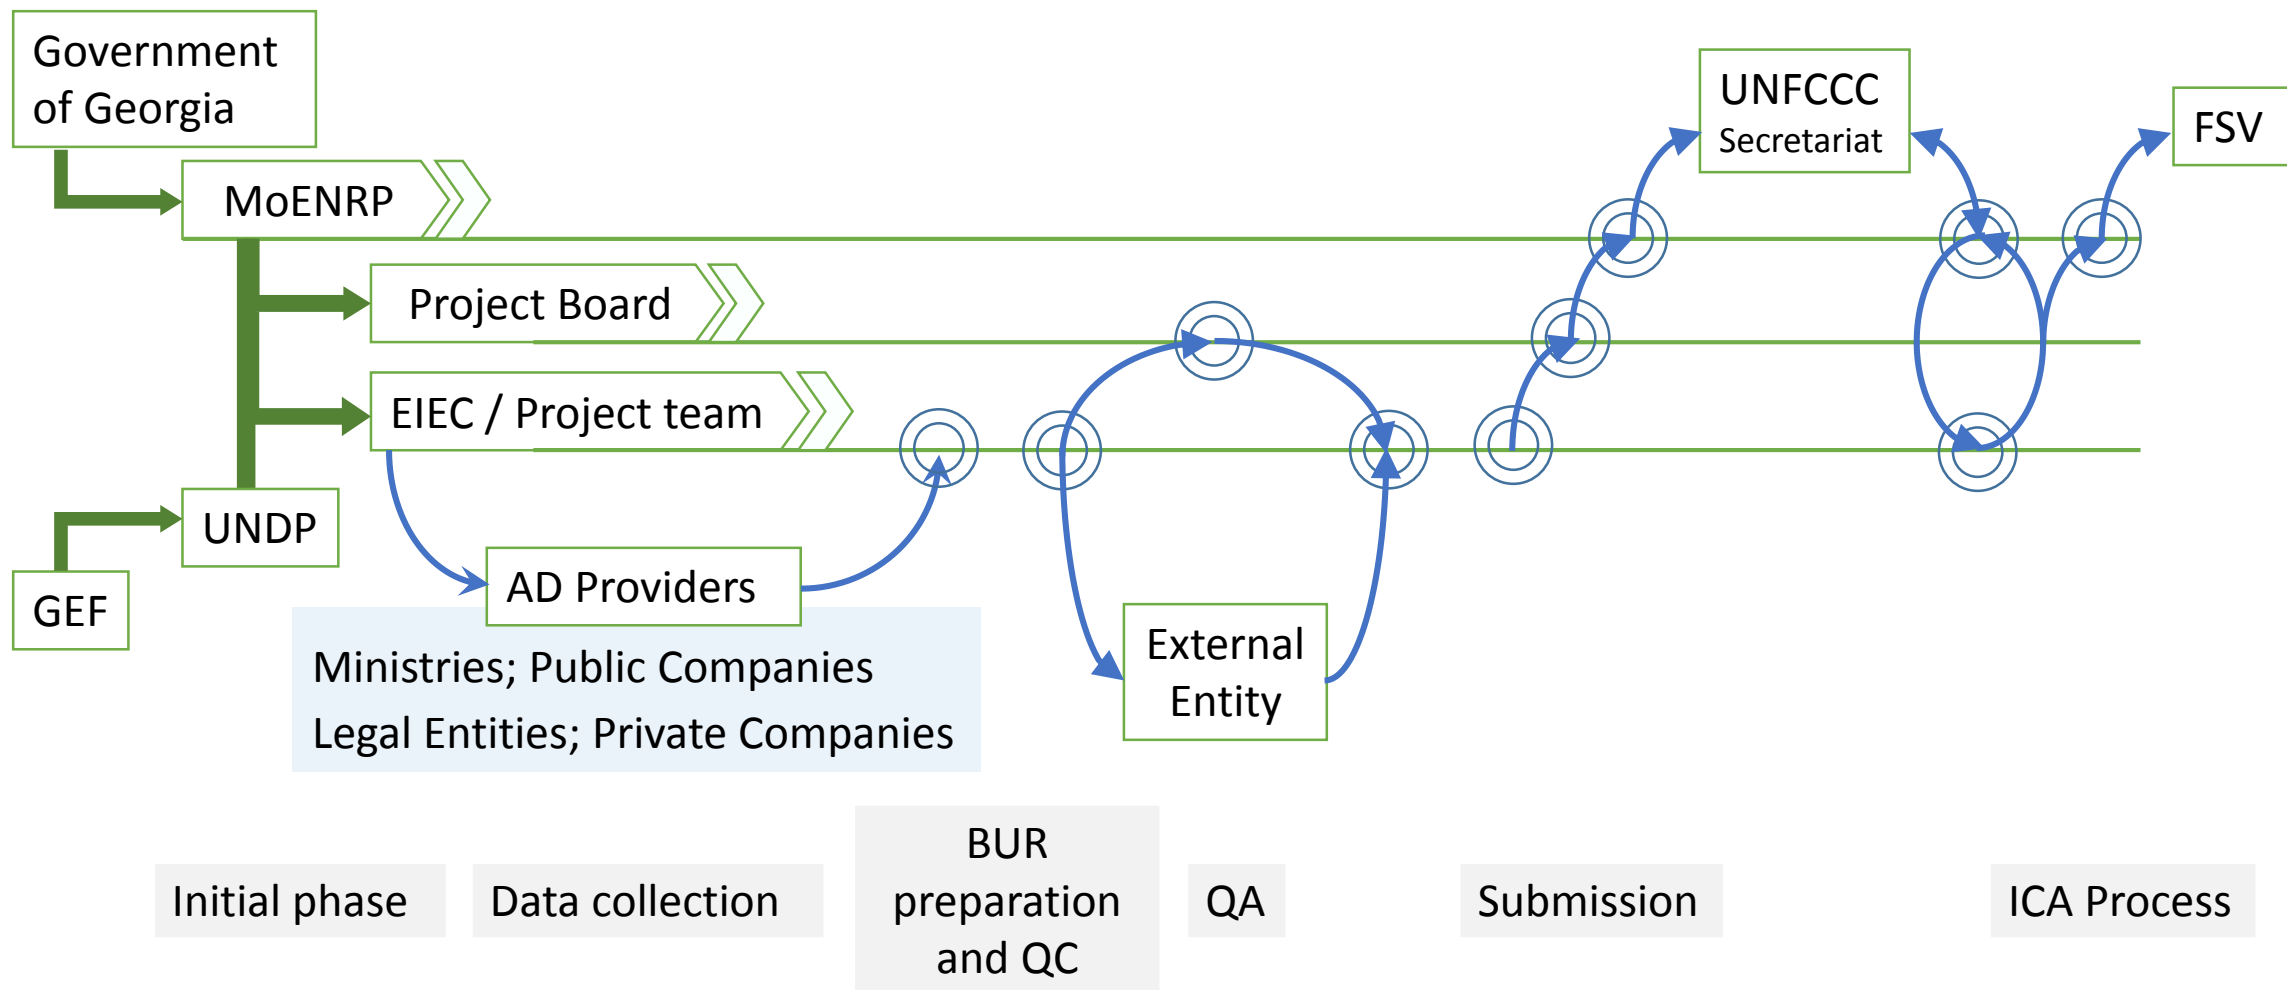 Government
of Georgia
UNFCCC
Secretariat
FSV
MoENRP
Project Board
EIEC / Project team
UNDP
AD Providers
GEF
External
Entity
Ministries; Public Companies
Legal Entities; Private Companies
Initial phase
Data collection
BUR
preparation
and QC
QA
Submission
ICA Process